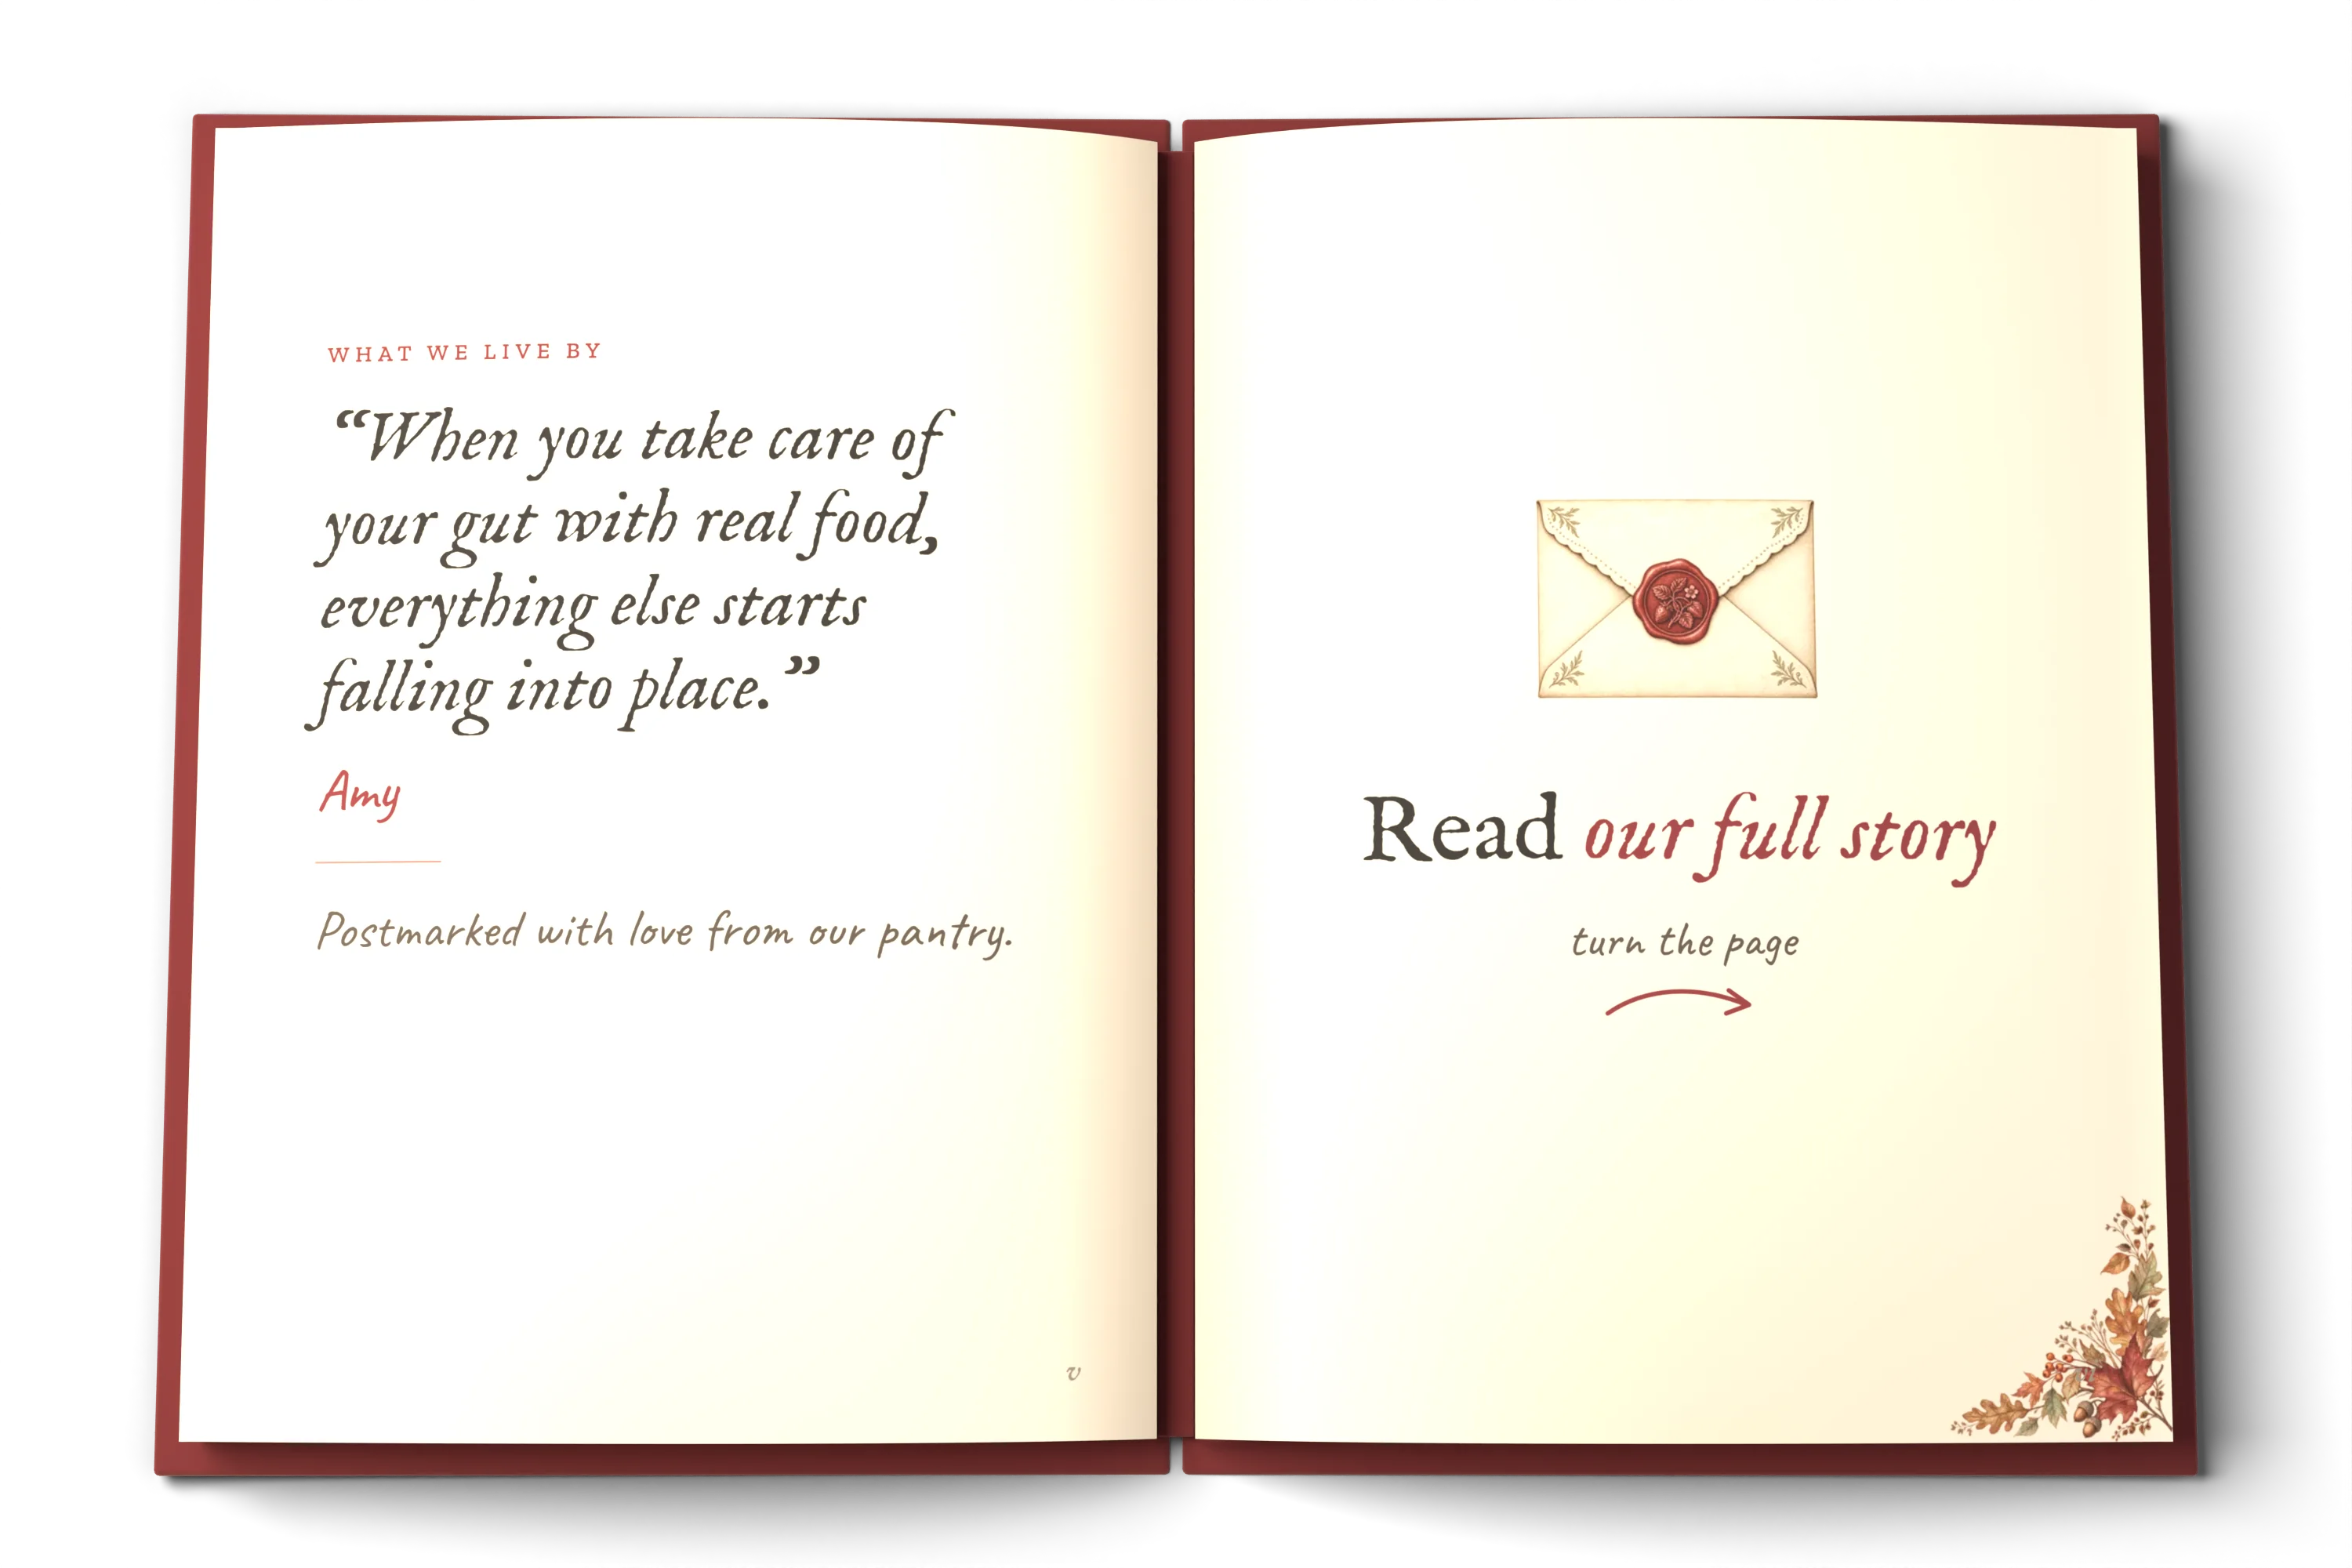 WHAT WE LIVE BY
“When you take care of
your gut with real food,
everything else starts
falling into place.”
Amy
Postmarked with love from our pantry.
v
Read our full story
turn the page